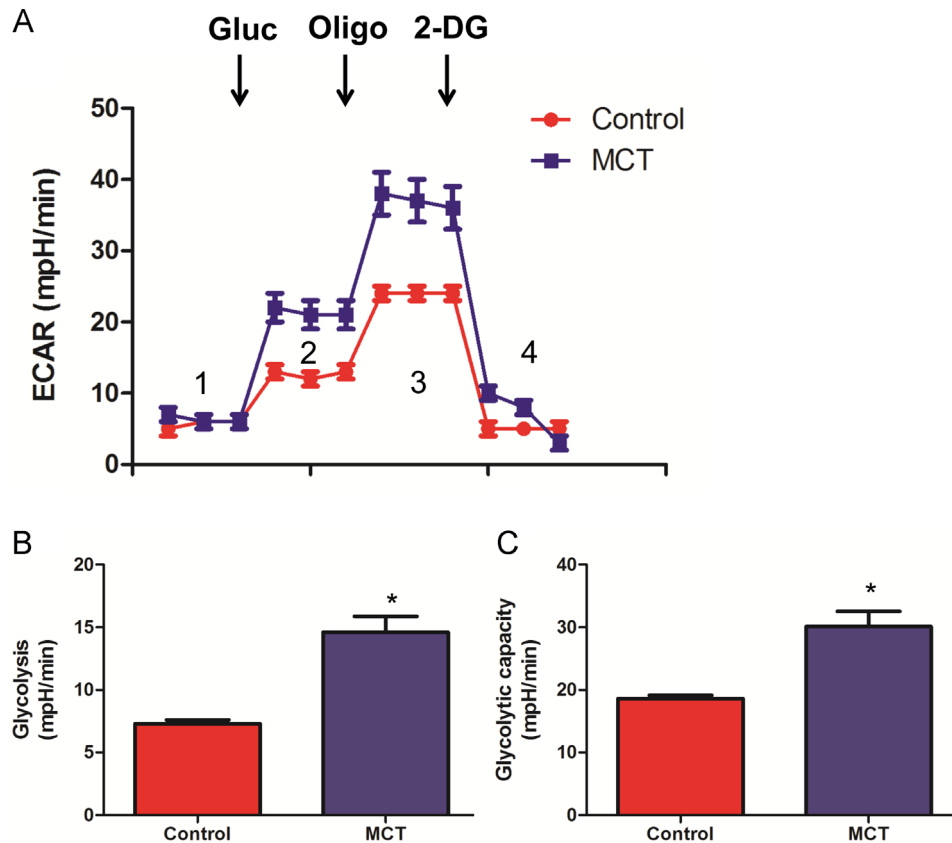 A
Gluc Oligo 2-DG
50
40
30
20
10
0
ECAR (mpH/min)
Control
MCT
1
2
3
4
B
20
15
10
5
0
Glycolysis
(mpH/min)
*
Control MCT
C
40
30
20
10
0
Glycolytic capacity
(mpH/min)
*
Control MCT